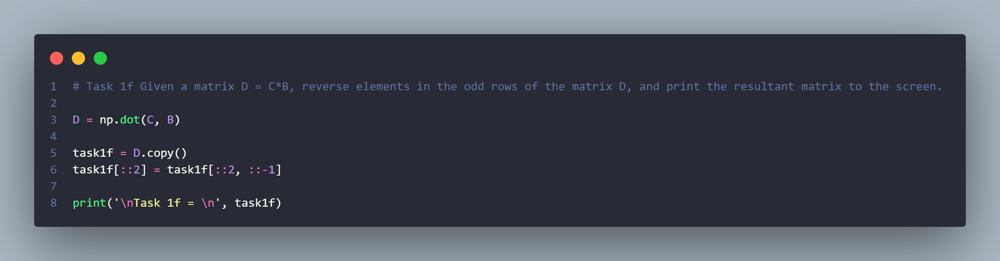 1 # Task 1f Given a matrix D = C*B, reverse elements in the odd rows of the matrix D, and print the resultant matrix to the screen.
2
3 D = np.dot(C, B)
4
5 task1f = D.copy()
6 task1f[::2] = task1f[::2, ::-1]
7
8 print('\nTask 1f = \n', task1f)